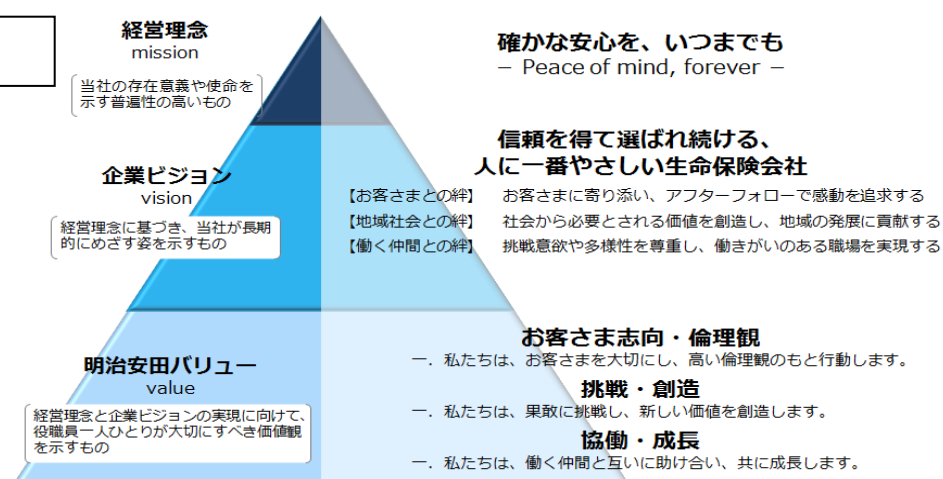 経営理念
mission
当社の存在意義や使命を
示す普遍性の高いもの
確かな安心を、いつまでも
− Peace of mind, forever −
企業ビジョン
vision
経営理念に基づき、当社が長期
的にめざす姿を示すもの
信頼を得て選ばれ続ける、
人に一番やさしい生命保険会社
【お客さまとの絆】 お客さまに寄り添い、アフターフォローで感動を追求する
【地域社会との絆】 社会から必要とされる価値を創造し、地域の発展に貢献する
【働く仲間との絆】 挑戦意欲や多様性を尊重し、働きがいのある職場を実現する
明治安田バリュー
value
経営理念と企業ビジョンの実現に向けて、
役職員一人ひとりが大切にすべき価値観
を示すもの
お客さま志向・倫理観
一．私たちは、お客さまを大切にし、高い倫理観のもと行動します。
挑戦・創造
一．私たちは、果敢に挑戦し、新しい価値を創造します。
協働・成長
一．私たちは、働く仲間と互いに助け合い、共に成長します。